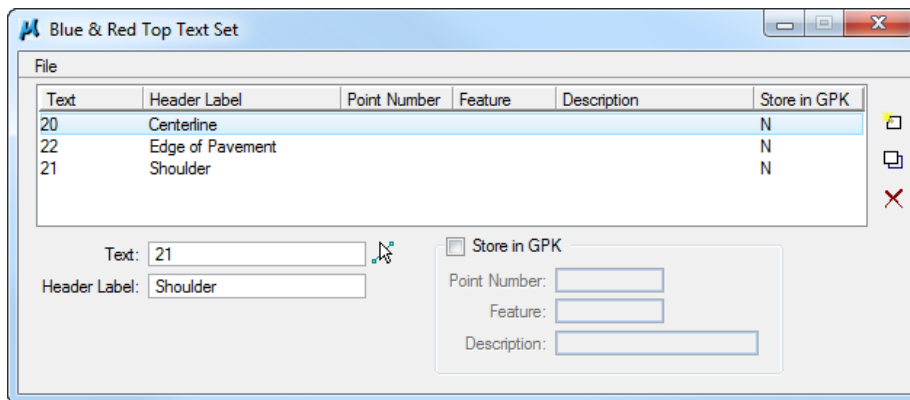 Blue & Red Top Text Set
File
Text Header Label Point Number Feature Description Store in GPK
20 Centerline N
22 Edge of Pavement N
21 Shoulder N
Text: 21
Store in GPK
Header Label: Shoulder
Point Number:
Feature:
Description: